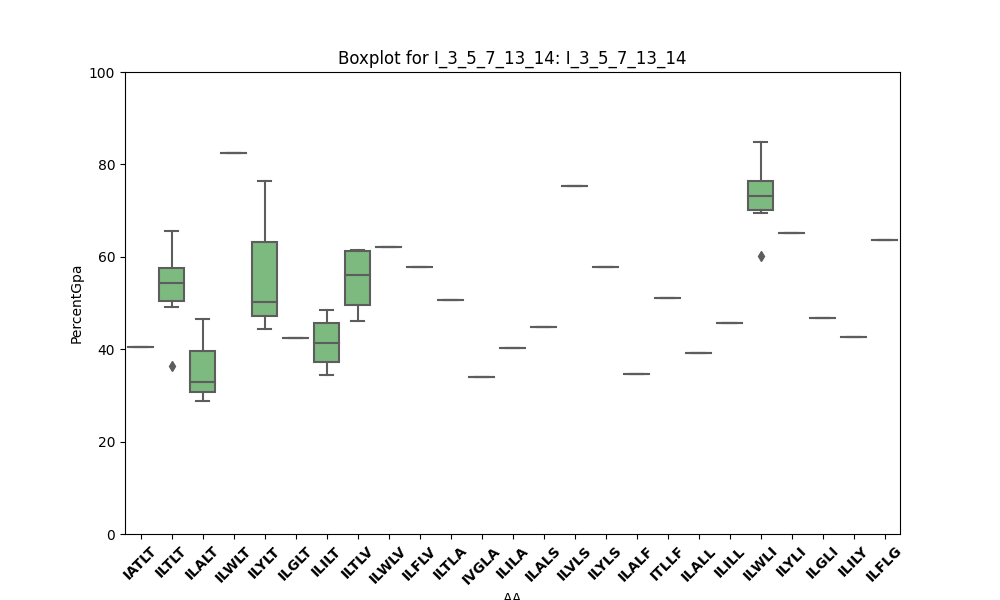 Boxplot for I_3_5_7_13_14: I_3_5_7_13_14
100
80
60
40
20
0
PercentGpa
IATLT ILTLT ILALT ILWLT ILYLT ILGLT ILILT ILTLV ILWLV ILFLV ILTLA IVGLA ILILA ILALS ILVLS ILYLS ILALF ITLLF ILALL ILILL ILWLI ILYLI ILGLI ILILY ILFLG
AA